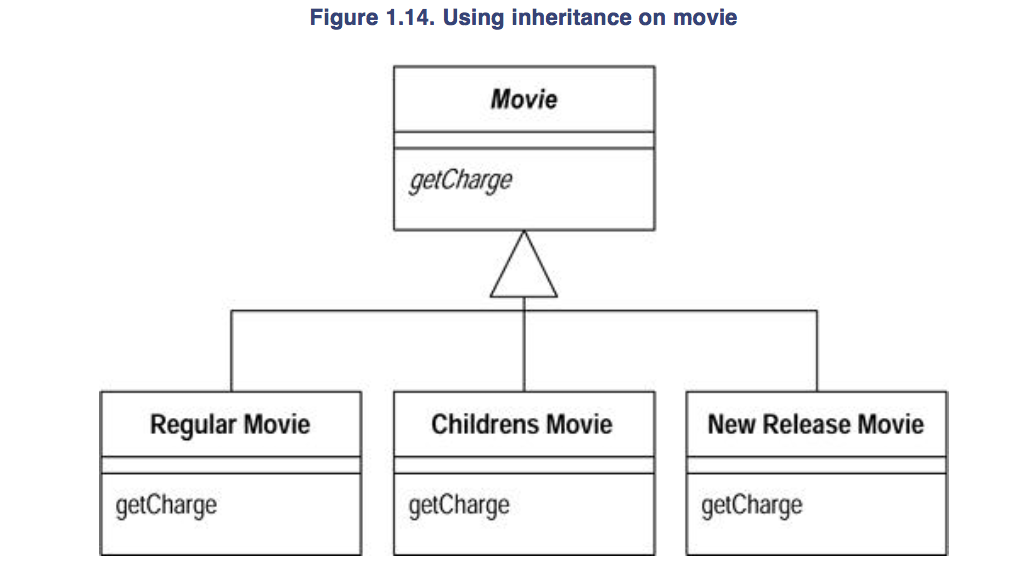 Figure 1.14. Using inheritance on movie
Movie
getCharge
Regular Movie
Childrens Movie
New Release Movie
getCharge
getCharge
getCharge